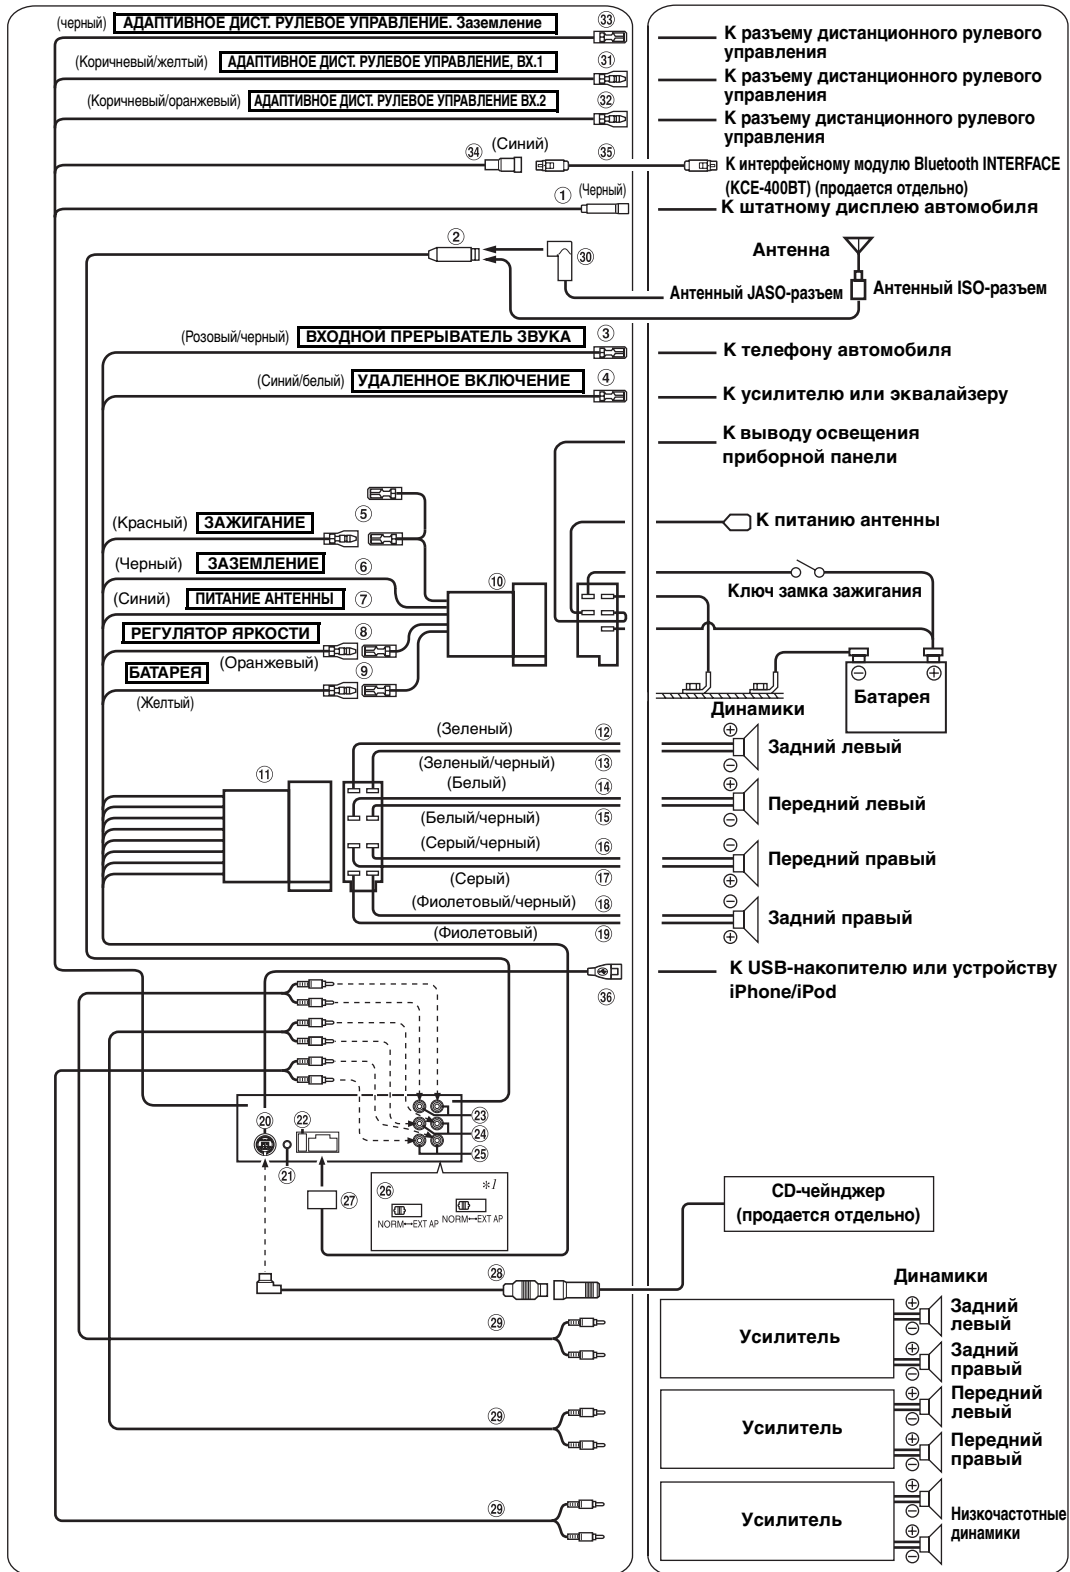 (черный) АДАПТИВНОЕ ДИСТ. РУЛЕВОЕ УПРАВЛЕНИЕ. Заземление ㉝
К разъему дистанционного рулевого
управления
(Коричневый/желтый) АДАПТИВНОЕ ДИСТ. РУЛЕВОЕ УПРАВЛЕНИЕ, ВХ.1 ㉛
К разъему дистанционного рулевого
управления
(Коричневый/оранжевый) АДАПТИВНОЕ ДИСТ. РУЛЕВОЕ УПРАВЛЕНИЕ ВХ.2 ㉜
К разъему дистанционного рулевого
управления
㉞ (Синий) ㉟
К интерфейсному модулю Bluetooth INTERFACE
(KCE-400BT) (продается отдельно)
① (Черный)
К штатному дисплею автомобиля
②
㉚
Антенна
Антенный JASO-разъем
Антенный ISO-разъем
(Розовый/черный) ВХОДНОЙ ПРЕРЫВАТЕЛЬ ЗВУКА ③
К телефону автомобиля
(Синий/белый) УДАЛЕННОЕ ВКЛЮЧЕНИЕ ④
К усилителю или эквалайзеру
К выводу освещения
приборной панели
⑤
(Красный) ЗАЖИГАНИЕ
К питанию антенны
(Черный) ЗАЗЕМЛЕНИЕ ⑥
⑩
Ключ замка зажигания
(Синий) ПИТАНИЕ АНТЕННЫ ⑦
РЕГУЛЯТОР ЯРКОСТИ ⑧
(Оранжевый)
БАТАРЕЯ ⑨
(Желтый)
⊖ ⊕
Батарея
Динамики
(Зеленый) ⑫
⊕
Задний левый
⊖
(Зеленый/черный) ⑬
⑪
(Белый) ⑭
⊕
Передний левый
⊖
(Белый/черный) ⑮
(Серый/черный) ⑯
⊖
Передний правый
⊕
(Серый) ⑰
(Фиолетовый/черный) ⑱
⊖
Задний правый
⊕
(Фиолетовый) ⑲
㊱
К USB-накопителю или устройству
iPhone/iPod
⑳ ㉒
㉓
㉔
㉕
㉑
㉗
㉖ *1
NORM↔EXT AP NORM↔EXT AP
CD-чейнджер
(продается отдельно)
㉘
Динамики
㉙
Усилитель
⊕
⊖
Задний
левый
⊕
⊖
Задний
правый
㉙
Усилитель
⊕
⊖
Передний
левый
⊕
⊖
Передний
правый
㉙
Усилитель
⊕
⊖
⊕
⊖
Низкочастотные
динамики